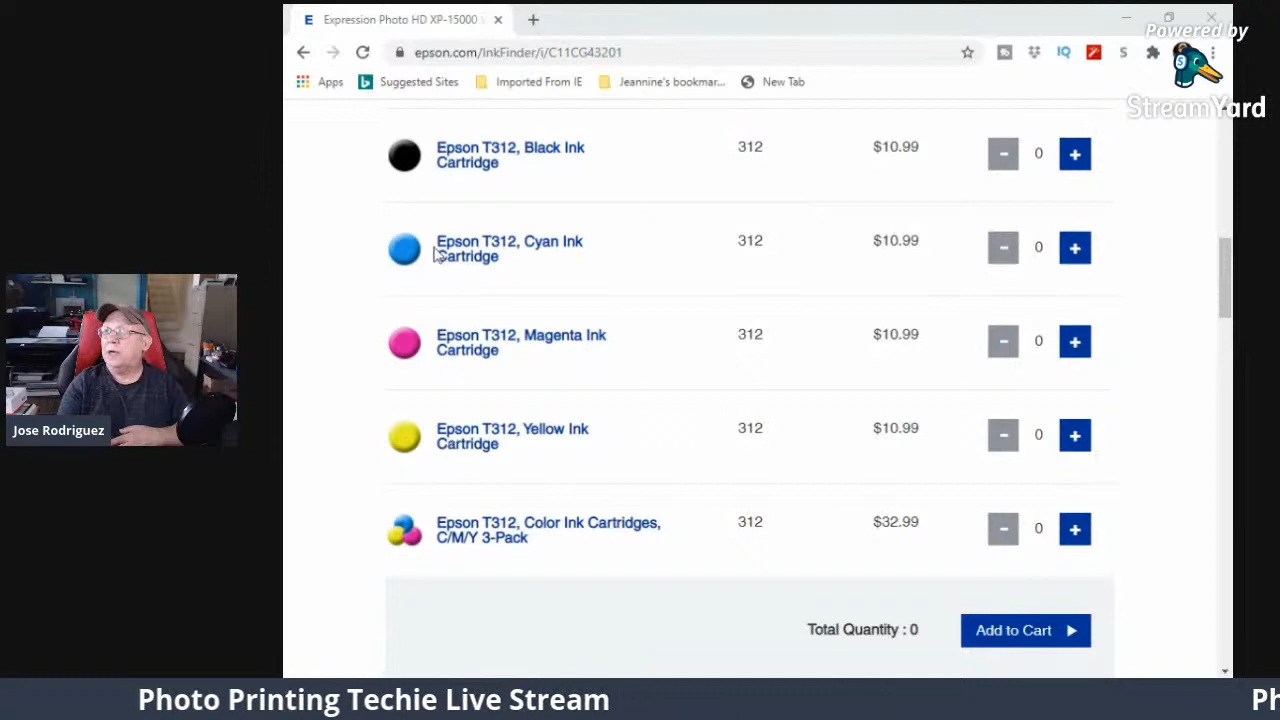 E Expression Photo HD XP-15000
Powered by
StreamYard
epson.com/InkFinder/i/C11CG43201
IQ
S
S
Apps
Suggested Sites
Imported From IE
Jeannine's bookmar...
New Tab
Epson T312, Black Ink
Cartridge
312
$10.99
- 0 +
Epson T312, Cyan Ink
Cartridge
312
$10.99
- 0 +
Epson T312, Magenta Ink
Cartridge
312
$10.99
- 0 +
Epson T312, Yellow Ink
Cartridge
312
$10.99
- 0 +
Epson T312, Color Ink Cartridges,
C/M/Y 3-Pack
312
$32.99
- 0 +
Jose Rodriguez
Total Quantity : 0
Add to Cart
Photo Printing Techie Live Stream
Ph